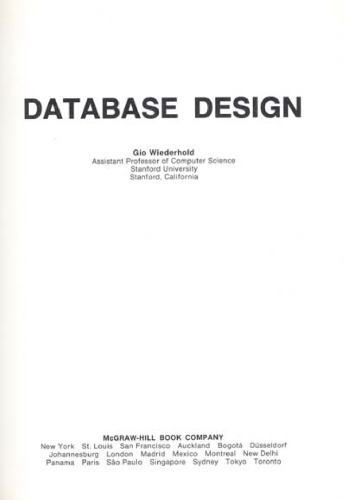 DATABASE DESIGN
Gio Wiederhold
Assistant Professor of Computer Science
Stanford University
Stanford, California
McGRAW-HILL BOOK COMPANY
New York St. Louis San Francisco Auckland Bogotá Düsseldorf
Johannesburg London Madrid Mexico Montreal New Delhi
Panama Paris São Paulo Singapore Sydney Tokyo Toronto